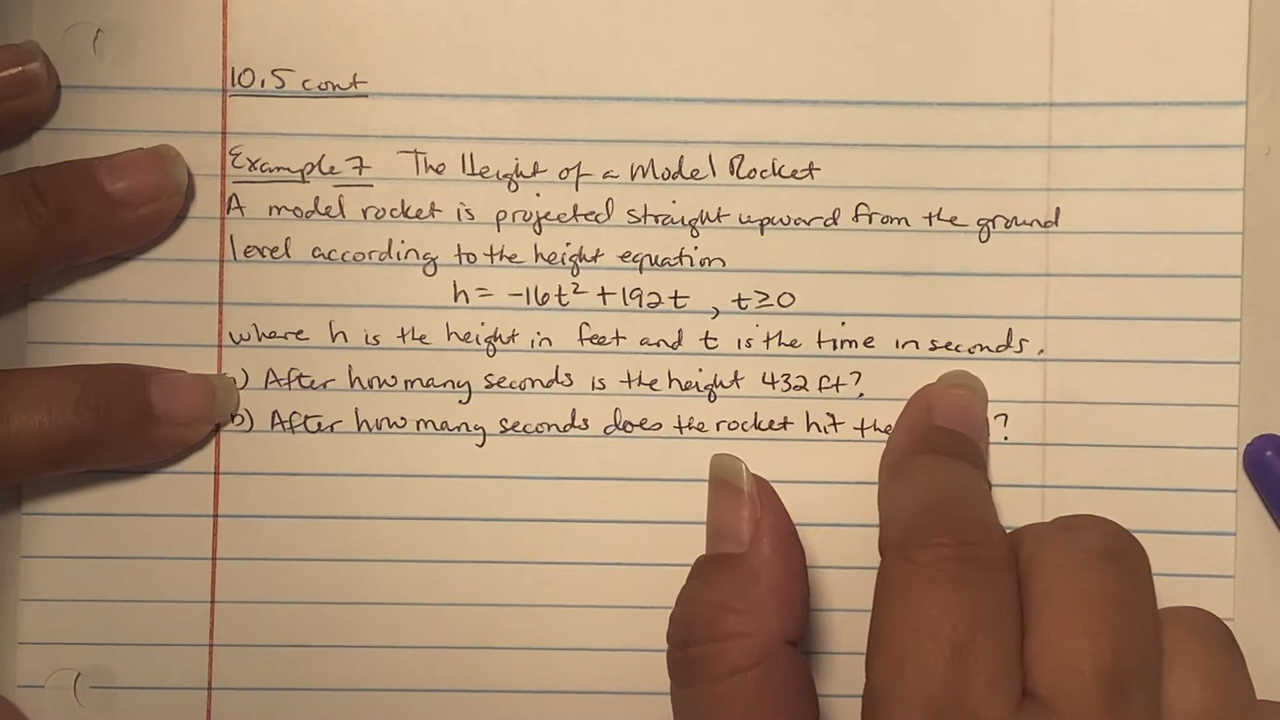 10.5 cont
Example 7 The Height of a Model Rocket
A model rocket is projected straight upward from the ground
level according to the height equation
h = -16t² + 192t , t ≥ 0
where h is the height in feet and t is the time in seconds.
) After how many seconds is the height 432 ft?
b) After how many seconds does the rocket hit the ?